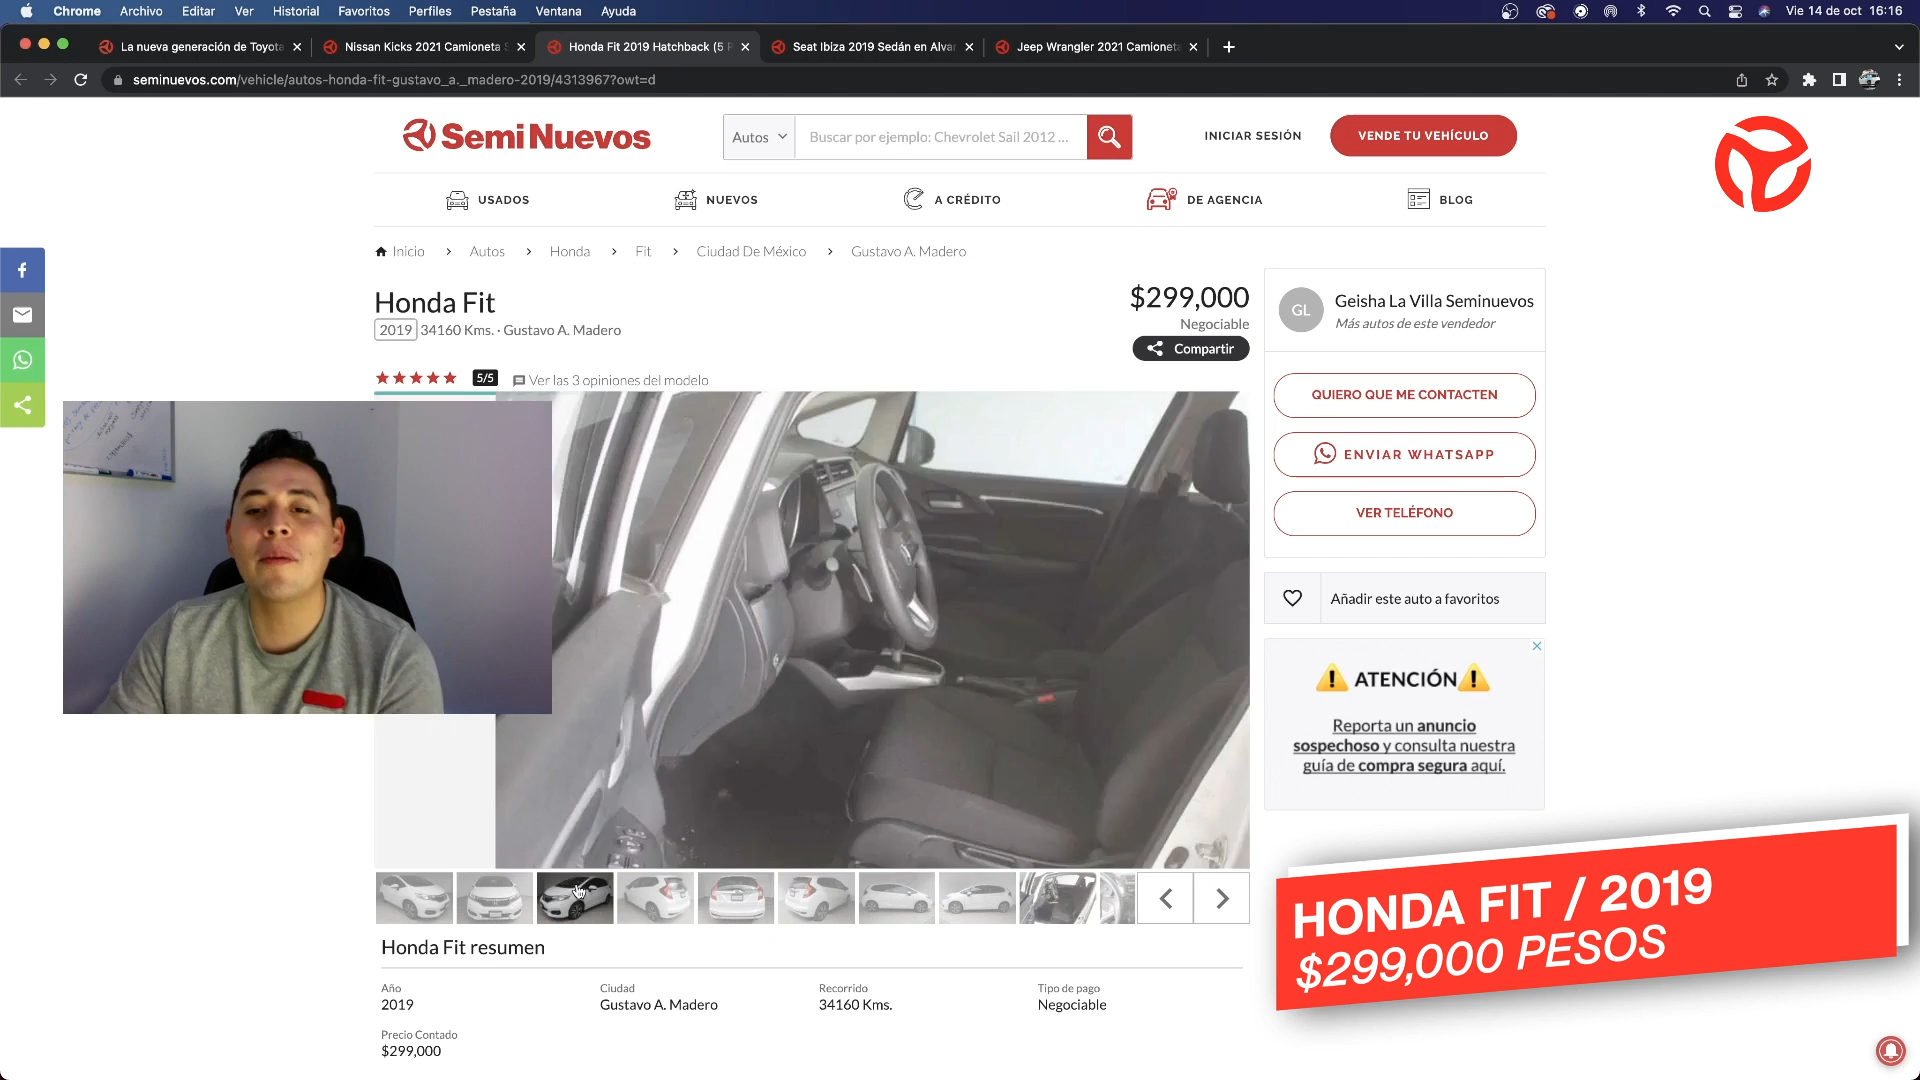 Chrome Archivo Editar Ver Historial Favoritos Perfiles Pestaña Ventana Ayuda Vie 14 de oct 16:16
La nueva generación de Toyota Nissan Kicks 2021 Camioneta S Honda Fit 2019 Hatchback (5 P Seat Ibiza 2019 Sedán en Alvar Jeep Wrangler 2021 Camioneta
seminuevos.com/vehicle/autos-honda-fit-gustavo_a._madero-2019/4313967?owt=d
SemiNuevos
Autos
Buscar por ejemplo: Chevrolet Sail 2012 ...
INICIAR SESIÓN
VENDE TU VEHÍCULO
USADOS NUEVOS A CRÉDITO DE AGENCIA BLOG
Inicio > Autos > Honda > Fit > Ciudad De México > Gustavo A. Madero
Honda Fit
2019 34160 Kms. · Gustavo A. Madero
$299,000
Negociable
Compartir
5/5 Ver las 3 opiniones del modelo
GL
Geisha La Villa Seminuevos
Más autos de este vendedor
QUIERO QUE ME CONTACTEN
ENVIAR WHATSAPP
VER TELÉFONO
Añadir este auto a favoritos
ATENCIÓN
Reporta un anuncio
sospechoso y consulta nuestra
guía de compra segura aquí.
Honda Fit resumen
Año
2019
Ciudad
Gustavo A. Madero
Recorrido
34160 Kms.
Tipo de pago
Negociable
Precio Contado
$299,000
HONDA FIT / 2019
$299,000 PESOS